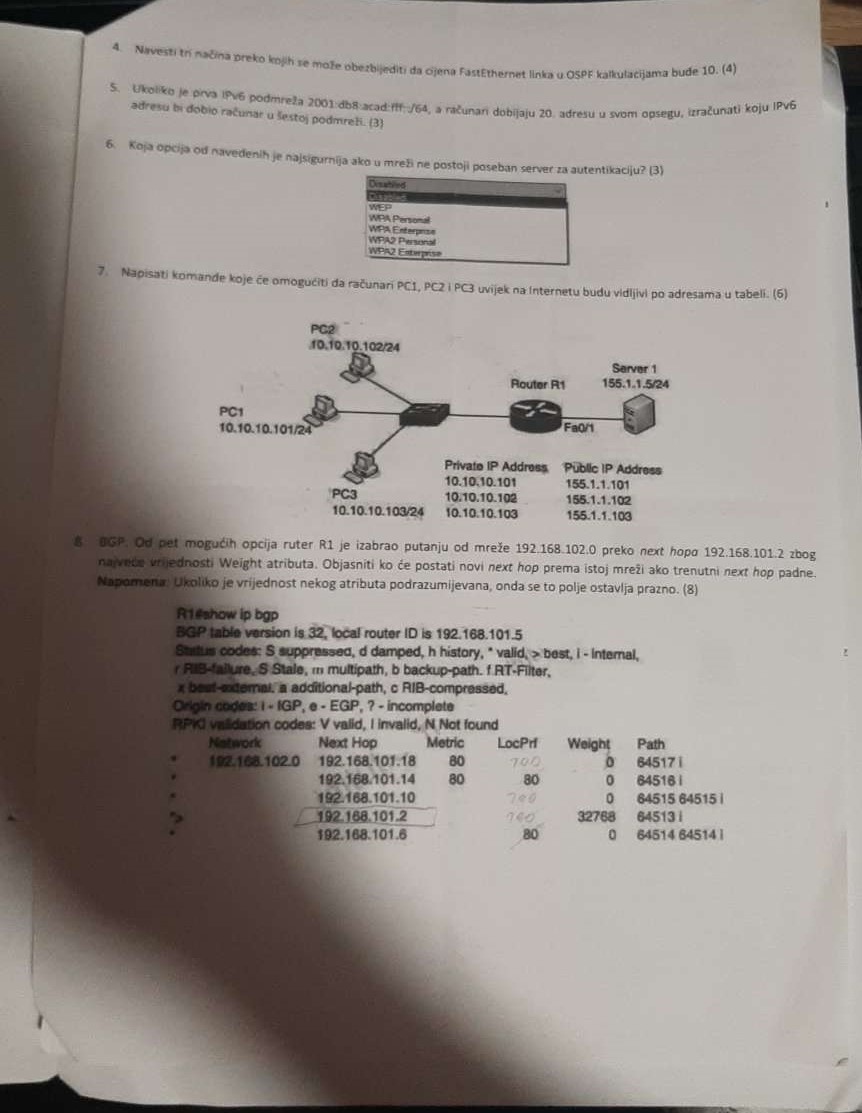 4. Navesti tri načina preko kojih se može obezbijediti da cijena FastEthernet linka u OSPF kalkulacijama bude 10. (4)
5. Ukoliko je prva IPv6 podmreža 2001:db8:acad:fff::/64, a računari dobijaju 20. adresu u svom opsegu, izračunati koju IPv6
adresu bi dobio računar u šestoj podmreži. (3)
6. Koja opcija od navedenih je najsigurnija ako u mreži ne postoji poseban server za autentikaciju? (3)
Disabled
Disabled
WEP
WPA Personal
WPA Enterprise
WPA2 Personal
WPA2 Enterprise
7. Napisati komande koje će omogućiti da računari PC1, PC2 i PC3 uvijek na Internetu budu vidljivi po adresama u tabeli. (6)
PC2
10.10.10.102/24
Server 1
Router R1 155.1.1.5/24
PC1
10.10.10.101/24
Fa0/1
Private IP Address Public IP Address
10.10.10.101 155.1.1.101
PC3 10.10.10.102 155.1.1.102
10.10.10.103/24 10.10.10.103 155.1.1.103
8. BGP. Od pet mogućih opcija ruter R1 je izabrao putanju od mreže 192.168.102.0 preko next hopa 192.168.101.2 zbog
najveće vrijednosti Weight atributa. Objasniti ko će postati novi next hop prema istoj mreži ako trenutni next hop padne.
Napomena: Ukoliko je vrijednost nekog atributa podrazumijevana, onda se to polje ostavlja prazno. (8)
R1#show ip bgp
BGP table version is 32, local router ID is 192.168.101.5
Status codes: S suppressed, d damped, h history, * valid, > best, i - internal,
r RIB-failure, S Stale, m multipath, b backup-path. f RT-Filter,
x best-external, a additional-path, c RIB-compressed,
Origin codes: I - IGP, e - EGP, ? - incomplete
RPKI validation codes: V valid, I invalid, N Not found
Network Next Hop Metric LocPrf Weight Path
* 192.168.102.0 192.168.101.18 80 100 0 64517 i
* 192.168.101.14 80 80 0 64516 i
* 192.168.101.10 100 0 64515 64515 i
*> 192.168.101.2 100 32768 64513 i
* 192.168.101.6 80 0 64514 64514 i